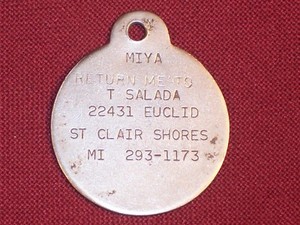 MIYA
RETURN ME TO
T SALADA
22431 EUCLID
ST CLAIR SHORES
MI 293-1173